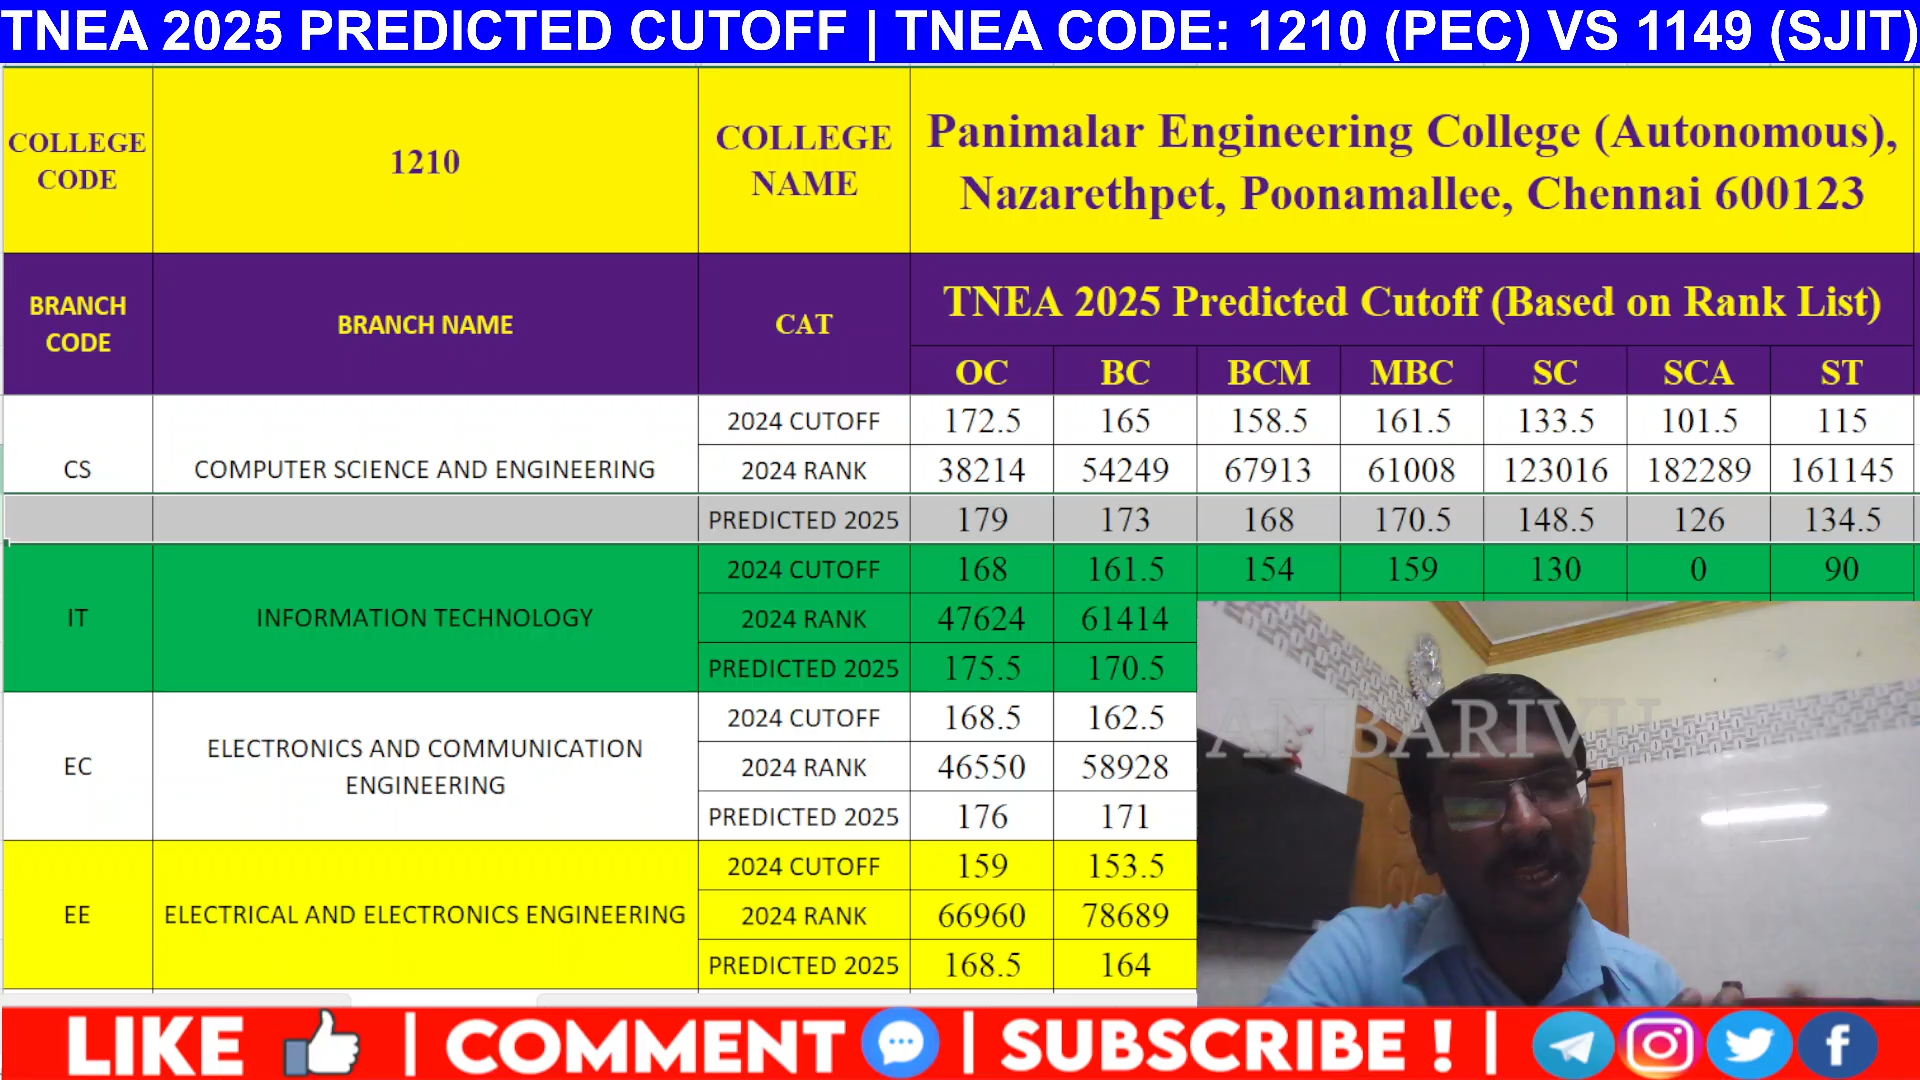 TNEA 2025 PREDICTED CUTOFF | TNEA CODE: 1210 (PEC) VS 1149 (SJIT)
COLLEGE CODE 1210 COLLEGE NAME Panimalar Engineering College (Autonomous), Nazarethpet, Poonamallee, Chennai 600123
BRANCH CODE BRANCH NAME CAT TNEA 2025 Predicted Cutoff (Based on Rank List)
OC BC BCM MBC SC SCA ST
2024 CUTOFF 172.5 165 158.5 161.5 133.5 101.5 115
CS COMPUTER SCIENCE AND ENGINEERING 2024 RANK 38214 54249 67913 61008 123016 182289 161145
PREDICTED 2025 179 173 168 170.5 148.5 126 134.5
2024 CUTOFF 168 161.5 154 159 130 0 90
IT INFORMATION TECHNOLOGY 2024 RANK 47624 61414
PREDICTED 2025 175.5 170.5
2024 CUTOFF 168.5 162.5
EC ELECTRONICS AND COMMUNICATION ENGINEERING 2024 RANK 46550 58928
PREDICTED 2025 176 171
2024 CUTOFF 159 153.5
EE ELECTRICAL AND ELECTRONICS ENGINEERING 2024 RANK 66960 78689
PREDICTED 2025 168.5 164
ANBARIVU
LIKE | COMMENT | SUBSCRIBE ! |